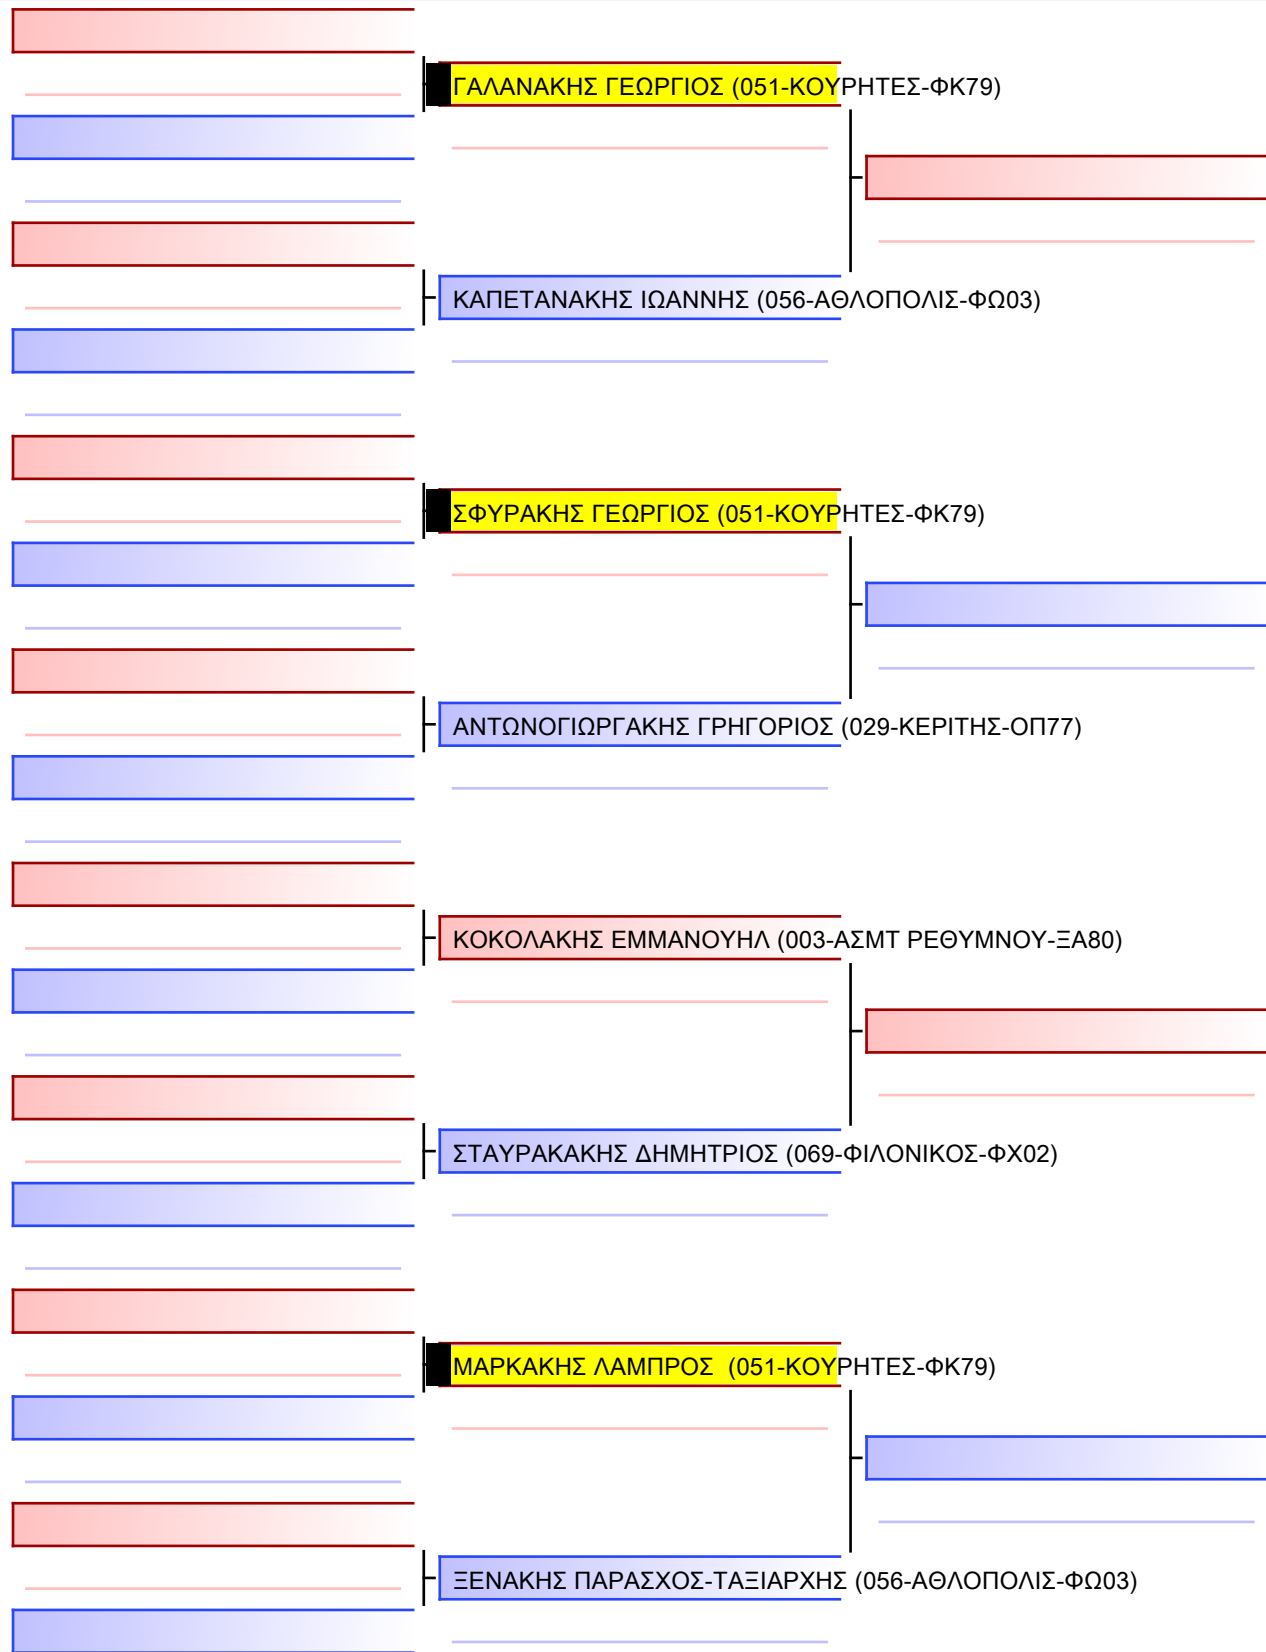 ΓΑΛΑΝΑΚΗΣ ΓΕΩΡΓΙΟΣ (051-ΚΟΥΡΗΤΕΣ-ΦΚ79)
ΚΑΠΕΤΑΝΑΚΗΣ ΙΩΑΝΝΗΣ (056-ΑΘΛΟΠΟΛΙΣ-ΦΩ03)
ΣΦΥΡΑΚΗΣ ΓΕΩΡΓΙΟΣ (051-ΚΟΥΡΗΤΕΣ-ΦΚ79)
ΑΝΤΩΝΟΓΙΩΡΓΑΚΗΣ ΓΡΗΓΟΡΙΟΣ (029-ΚΕΡΙΤΗΣ-ΟΠ77)
ΚΟΚΟΛΑΚΗΣ ΕΜΜΑΝΟΥΗΛ (003-ΑΣΜΤ ΡΕΘΥΜΝΟΥ-ΞΑ80)
ΣΤΑΥΡΑΚΑΚΗΣ ΔΗΜΗΤΡΙΟΣ (069-ΦΙΛΟΝΙΚΟΣ-ΦΧ02)
ΜΑΡΚΑΚΗΣ ΛΑΜΠΡΟΣ  (051-ΚΟΥΡΗΤΕΣ-ΦΚ79)
ΞΕΝΑΚΗΣ ΠΑΡΑΣΧΟΣ-ΤΑΞΙΑΡΧΗΣ (056-ΑΘΛΟΠΟΛΙΣ-ΦΩ03)